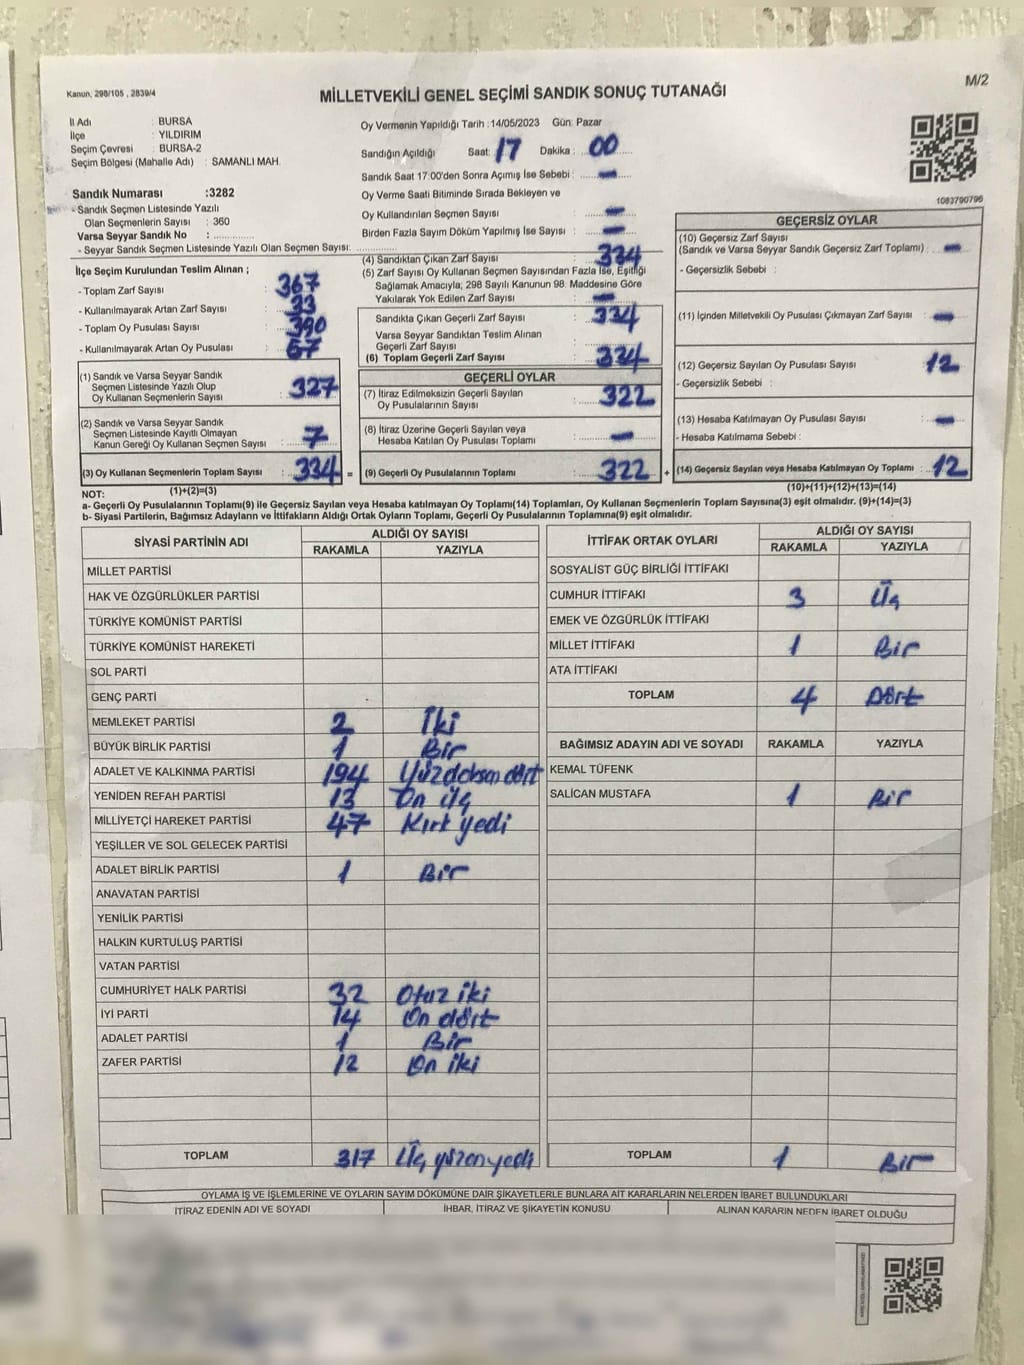 Kanun, 298/105 , 2839/4
M/2
MİLLETVEKİLİ GENEL SEÇİMİ SANDIK SONUÇ TUTANAĞI
İl Adı : BURSA
İlçe : YILDIRIM
Seçim Çevresi : BURSA-2
Seçim Bölgesi (Mahalle Adı) : SAMANLI MAH.
Sandık Numarası :3282
- Sandık Seçmen Listesinde Yazılı
Olan Seçmenlerin Sayısı : 360
Varsa Seyyar Sandık No :
- Seyyar Sandık Seçmen Listesinde Yazılı Olan Seçmen Sayısı:
İlçe Seçim Kurulundan Teslim Alınan ;
- Toplam Zarf Sayısı : 367
- Kullanılmayarak Artan Zarf Sayısı : 33
- Toplam Oy Pusulası Sayısı : 390
- Kullanılmayarak Artan Oy Pusulası : 67
(1) Sandık ve Varsa Seyyar Sandık
Seçmen Listesinde Yazılı Olup
Oy Kullanan Seçmenlerin Sayısı : 327
(2) Sandık ve Varsa Seyyar Sandık
Seçmen Listesinde Kayıtlı Olmayan
Kanun Gereği Oy Kullanan Seçmen Sayısı : 7
(3) Oy Kullanan Seçmenlerin Toplam Sayısı : 334 =
(1)+(2)=(3)
Oy Vermenin Yapıldığı Tarih :14/05/2023 Gün: Pazar
Sandığın Açıldığı Saat: 17 Dakika : 00
Sandık Saat 17:00'den Sonra Açımış İse Sebebi : —
Oy Verme Saati Bitiminde Sırada Bekleyen ve
Oy Kullandırılan Seçmen Sayısı : —
Birden Fazla Sayım Döküm Yapılmış İse Sayısı : —
(4) Sandıktan Çıkan Zarf Sayısı : 334
(5) Zarf Sayısı Oy Kullanan Seçmen Sayısından Fazla İse, Eşitliği
Sağlamak Amacıyla; 298 Sayılı Kanunun 98. Maddesine Göre
Yakılarak Yok Edilen Zarf Sayısı : —
Sandıkta Çıkan Geçerli Zarf Sayısı : 334
Varsa Seyyar Sandıktan Teslim Alınan
Geçerli Zarf Sayısı :
(6) Toplam Geçerli Zarf Sayısı : 334
GEÇERLİ OYLAR
(7) İtiraz Edilmeksizin Geçerli Sayılan
Oy Pusulalarının Sayısı : 322
(8) İtiraz Üzerine Geçerli Sayılan veya
Hesaba Katılan Oy Pusulası Toplamı : —
(9) Geçerli Oy Pusulalarının Toplamı : 322 +
1083790796
GEÇERSİZ OYLAR
(10) Geçersiz Zarf Sayısı
(Sandık ve Varsa Seyyar Sandık Geçersiz Zarf Toplamı) : —
- Geçersizlik Sebebi :
(11) İçinden Milletvekili Oy Pusulası Çıkmayan Zarf Sayısı : —
(12) Geçersiz Sayılan Oy Pusulası Sayısı : 12
- Geçersizlik Sebebi :
(13) Hesaba Katılmayan Oy Pusulası Sayısı : —
- Hesaba Katılmama Sebebi :
(14) Geçersiz Sayılan veya Hesaba Katılmayan Oy Toplamı : 12
(10)+(11)+(12)+(13)=(14)
NOT:
a- Geçerli Oy Pusulalarının Toplamı(9) ile Geçersiz Sayılan veya Hesaba katılmayan Oy Toplamı(14) Toplamları, Oy Kullanan Seçmenlerin Toplam Sayısına(3) eşit olmalıdır. (9)+(14)=(3)
b- Siyasi Partilerin, Bağımsız Adayların ve İttifakların Aldığı Ortak Oyların Toplamı, Geçerli Oy Pusulalarının Toplamına(9) eşit olmalıdır.
SİYASİ PARTİNİN ADI
ALDIĞI OY SAYISI
RAKAMLA YAZIYLA
MİLLET PARTİSİ
HAK VE ÖZGÜRLÜKLER PARTİSİ
TÜRKİYE KOMÜNİST PARTİSİ
TÜRKİYE KOMÜNİST HAREKETİ
SOL PARTİ
GENÇ PARTİ
MEMLEKET PARTİSİ 2 İki
BÜYÜK BİRLİK PARTİSİ 1 Bir
ADALET VE KALKINMA PARTİSİ 194 Yüzdoksan dört
YENİDEN REFAH PARTİSİ 13 On üç
MİLLİYETÇİ HAREKET PARTİSİ 47 Kırk yedi
YEŞİLLER VE SOL GELECEK PARTİSİ
ADALET BİRLİK PARTİSİ 1 Bir
ANAVATAN PARTİSİ
YENİLİK PARTİSİ
HALKIN KURTULUŞ PARTİSİ
VATAN PARTİSİ
CUMHURİYET HALK PARTİSİ 32 Otuz iki
İYİ PARTİ 14 On dört
ADALET PARTİSİ 1 Bir
ZAFER PARTİSİ 12 On iki
TOPLAM 317 Üç yüzonyedi
İTTİFAK ORTAK OYLARI
ALDIĞI OY SAYISI
RAKAMLA YAZIYLA
SOSYALİST GÜÇ BİRLİĞİ İTTİFAKI
CUMHUR İTTİFAKI 3 Üç
EMEK VE ÖZGÜRLÜK İTTİFAKI
MİLLET İTTİFAKI 1 Bir
ATA İTTİFAKI
TOPLAM 4 Dört
BAĞIMSIZ ADAYIN ADI VE SOYADI RAKAMLA YAZIYLA
KEMAL TÜFENK
SALİCAN MUSTAFA 1 Bir
TOPLAM 1 Bir
OYLAMA İŞ VE İŞLEMLERİNE VE OYLARIN SAYIM DÖKÜMÜNE DAİR ŞİKAYETLERLE BUNLARA AİT KARARLARIN NELERDEN İBARET BULUNDUKLARI
İTİRAZ EDENİN ADI VE SOYADI İHBAR, İTİRAZ VE ŞİKAYETİN KONUSU ALINAN KARARIN NEDEN İBARET OLDUĞU